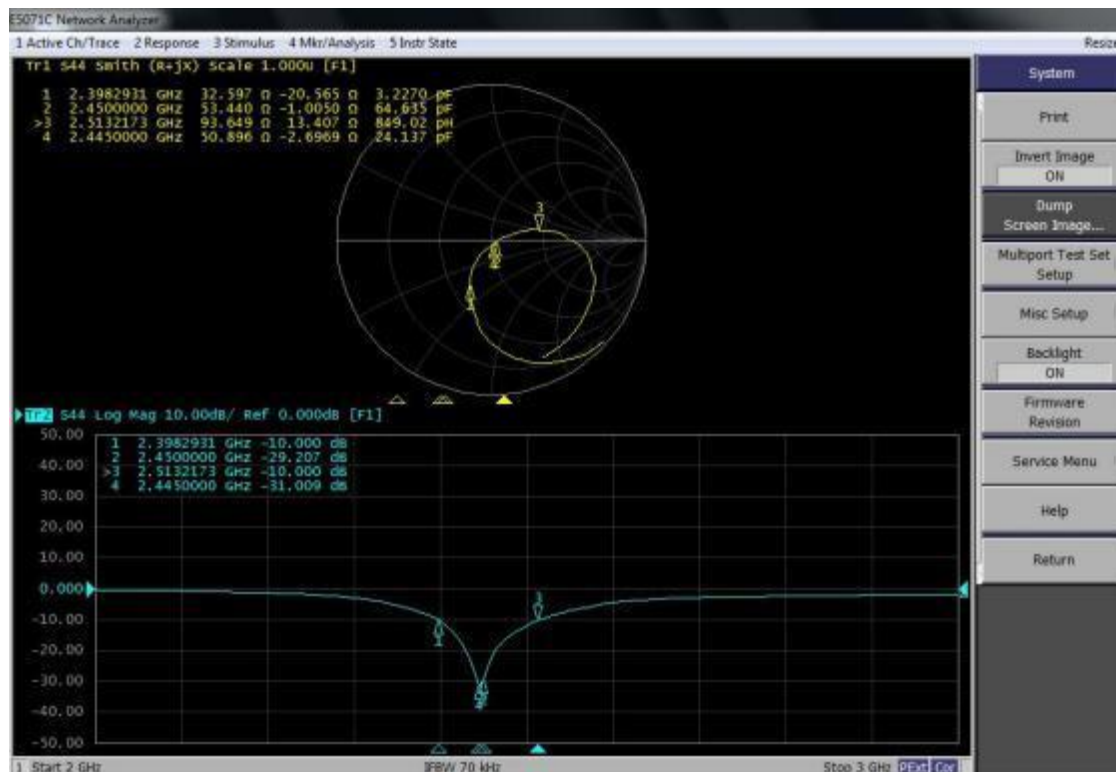 E5071C Network Analyzer
1 Active Ch/Trace 2 Response 3 Stimulus 4 Mkr/Analysis 5 Instr State
Resize
Tr1 S44 Smith (R+jX) Scale 1.000U [F1]
1 2.3982931 GHz 32.597 Ω -20.565 Ω 3.2270 pF
2 2.4500000 GHz 53.440 Ω -1.0050 Ω 64.635 pF
>3 2.5132173 GHz 93.649 Ω 13.407 Ω 849.02 pH
4 2.4450000 GHz 50.896 Ω -2.6969 Ω 24.137 pF
3
1
Tr2 S44 Log Mag 10.00dB/ Ref 0.000dB [F1]
50.00
1 2.3982931 GHz -10.000 dB
2 2.4500000 GHz -29.207 dB
>3 2.5132173 GHz -10.000 dB
4 2.4450000 GHz -31.009 dB
40.00
30.00
20.00
10.00
0.000
-10.00
3
1
-20.00
-30.00
-40.00
-50.00
1 Start 2 GHz
IFBW 70 kHz
Stop 3 GHz
PExt Cor
System
Print
Invert Image
ON
Dump
Screen Image...
Multiport Test Set
Setup
Misc Setup
Backlight
ON
Firmware
Revision
Service Menu
Help
Return